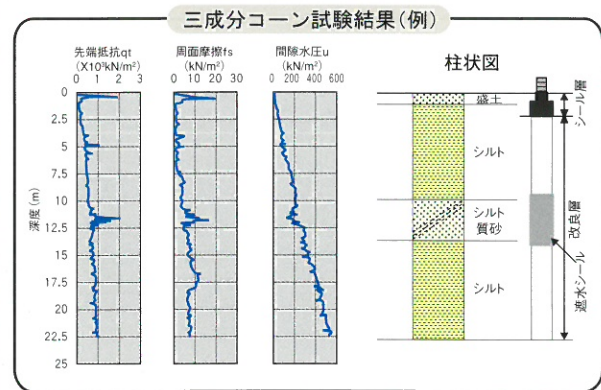 三成分コーン試験結果(例)
先端抵抗qt
(X10³kN/m²)
0 1 2 3
周面摩擦fs
(kN/m²)
0 10 20 30
間隙水圧u
(kN/m²)
0 200 400 600
深度(m)
0
2.5
5
7.5
10
12.5
15
17.5
20
22.5
25
柱状図
盛土
シルト
シルト
質砂
シルト
シール層
改良層
遮水シール